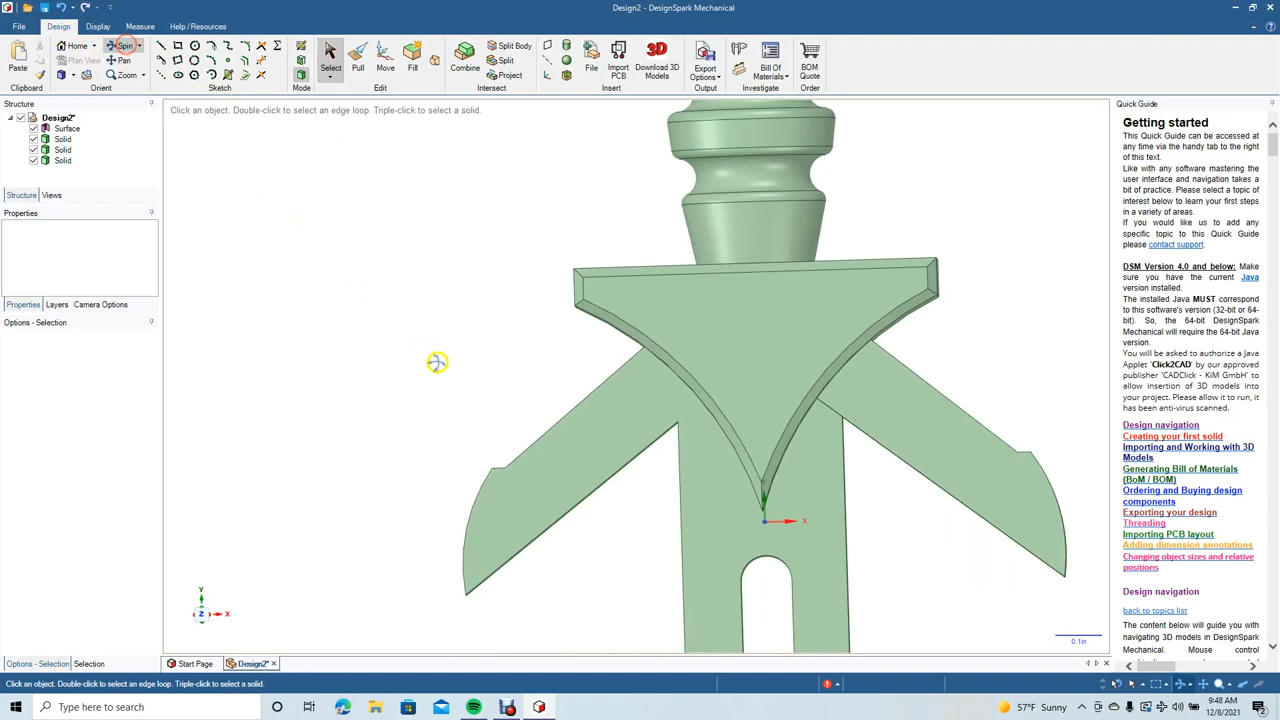 Design2 - DesignSpark Mechanical
File Design Display Measure Help / Resources
Home Spin
Plan View Pan
Zoom
Paste
Select Pull Move Fill
Combine
Split Body
Split
Project
File Import PCB Download 3D Models
Export Options
Bill Of Materials
BOM Quote
Clipboard Orient Sketch Mode Edit Intersect Insert Output Investigate Order
Structure
Design2*
Surface
Solid
Solid
Solid
Structure Views
Properties
Properties Layers Camera Options
Options - Selection
Click an object. Double-click to select an edge loop. Triple-click to select a solid.
X
Y
Z X
0.1in
Quick Guide
Getting started
This Quick Guide can be accessed at
any time via the handy tab to the right
of this text.
Like with any software mastering the
user interface and navigation takes a
bit of practice. Please select a topic of
interest below to learn your first steps
in a variety of areas.
If you would like us to add any
specific topic to this Quick Guide
please contact support.
DSM Version 4.0 and below: Make
sure you have the current Java
version installed.
The installed Java MUST correspond
to this software's version (32-bit or 64-
bit). So, the 64-bit DesignSpark
Mechanical will require the 64-bit Java
version.
You will be asked to authorize a Java
Applet 'Click2CAD' by our approved
publisher 'CADClick - KiM GmbH' to
allow insertion of 3D models into
your project. Please allow it to run, it
has been anti-virus scanned.
Design navigation
Creating your first solid
Importing and Working with 3D
Models
Generating Bill of Materials
(BoM / BOM)
Ordering and Buying design
components
Exporting your design
Threading
Importing PCB layout
Adding dimension annotations
Changing object sizes and relative
positions
Design navigation
back to topics list
The content below will guide you with
navigating 3D models in DesignSpark
Mechanical. Mouse control
Options - Selection Selection
Start Page Design2*
Click an object. Double-click to select an edge loop. Triple-click to select a solid.
Type here to search
57°F Sunny
9:48 AM
12/8/2021
2